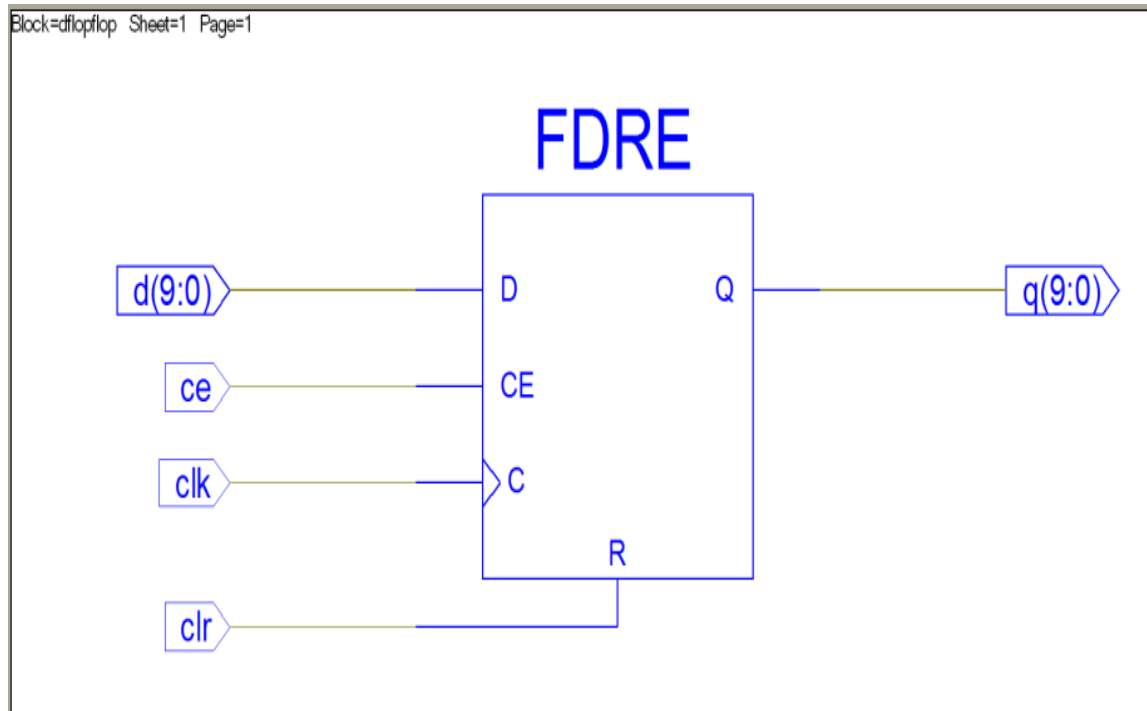 Block=dflopflop Sheet=1 Page=1
FDRE
d(9:0) D Q q(9:0)
ce CE
clk C
R
clr